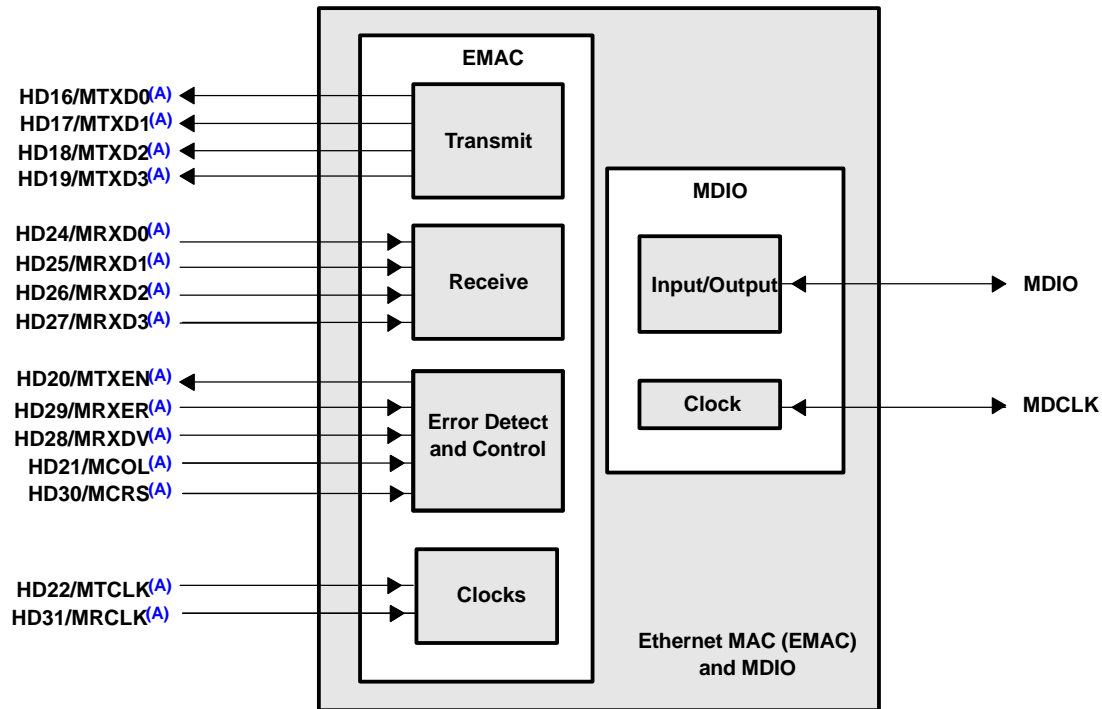 EMAC
HD16/MTXD0(A)
HD17/MTXD1(A)
HD18/MTXD2(A)
HD19/MTXD3(A)
Transmit
HD24/MRXD0(A)
HD25/MRXD1(A)
HD26/MRXD2(A)
HD27/MRXD3(A)
Receive
HD20/MTXEN(A)
HD29/MRXER(A)
HD28/MRXDV(A)
HD21/MCOL(A)
HD30/MCRS(A)
Error Detect
and Control
HD22/MTCLK(A)
HD31/MRCLK(A)
Clocks
MDIO
Input/Output
MDIO
Clock
MDCLK
Ethernet MAC (EMAC)
and MDIO